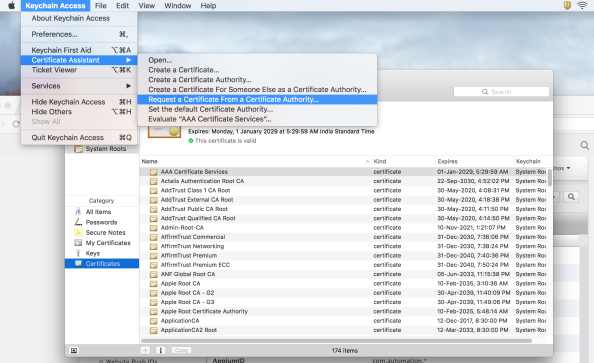 Keychain Access File Edit View Window Help
About Keychain Access
Preferences... ⌘,
Keychain First Aid ⌥⌘A
Certificate Assistant ▶
Ticket Viewer ⌥⌘K
Services ▶
Hide Keychain Access ⌘H
Hide Others ⌥⌘H
Show All
Quit Keychain Access ⌘Q
Open...
Create a Certificate...
Create a Certificate Authority...
Create a Certificate For Someone Else as a Certificate Authority...
Request a Certificate From a Certificate Authority...
Set the default Certificate Authority...
Evaluate "AAA Certificate Services"...
Search
Expires: Monday, 1 January 2029 at 5:29:59 AM India Standard Time
This certificate is valid
System Roots
Category
All Items
Passwords
Secure Notes
My Certificates
Keys
Certificates
Name Kind Expires Keychain
AAA Certificate Services certificate 01-Jan-2029, 5:29:59 AM System Roo
Actalis Authentication Root CA certificate 22-Sep-2030, 4:52:02 PM System Roo
AddTrust Class 1 CA Root certificate 30-May-2020, 4:08:31 PM System Roo
AddTrust External CA Root certificate 30-May-2020, 4:18:38 PM System Roo
AddTrust Public CA Root certificate 30-May-2020, 4:11:50 PM System Roo
AddTrust Qualified CA Root certificate 30-May-2020, 4:14:50 PM System Roo
Admin-Root-CA certificate 10-Nov-2021, 1:21:07 PM System Roo
AffirmTrust Commercial certificate 31-Dec-2030, 7:36:06 PM System Roo
AffirmTrust Networking certificate 31-Dec-2030, 7:38:24 PM System Roo
AffirmTrust Premium certificate 31-Dec-2040, 7:40:36 PM System Roo
AffirmTrust Premium ECC certificate 31-Dec-2040, 7:50:24 PM System Roo
ANF Global Root CA certificate 05-Jun-2033, 11:15:38 PM System Roo
Apple Root CA certificate 10-Feb-2035, 3:10:36 AM System Roo
Apple Root CA - G2 certificate 30-Apr-2039, 11:40:09 PM System Roo
Apple Root CA - G3 certificate 30-Apr-2039, 11:49:06 PM System Roo
Apple Root Certificate Authority certificate 10-Feb-2025, 5:48:14 AM System Roo
ApplicationCA certificate 12-Dec-2017, 8:30:00 PM System Roo
ApplicationCA2 Root certificate 12-Mar-2033, 8:30:00 PM System Roo
+ i Copy 174 items
Website Push IDs AppiumID com.automation.*